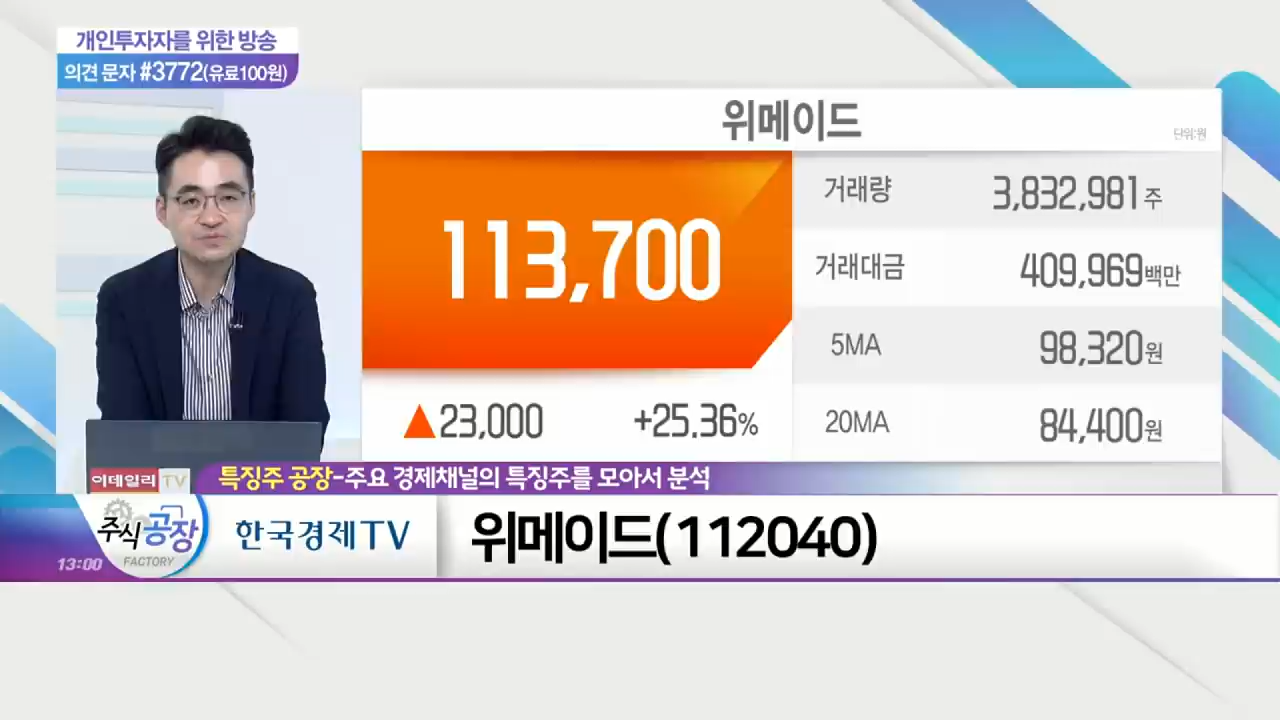 개인투자자를 위한 방송
의견 문자 #3772(유료100원)
위메이드
단위:원
113,700
▲23,000 +25.36%
거래량 3,832,981주
거래대금 409,969백만
5MA 98,320원
20MA 84,400원
이데일리 TV
특징주 공장-주요 경제채널의 특징주를 모아서 분석
주식공장
FACTORY
13:00
한국경제TV
위메이드(112040)